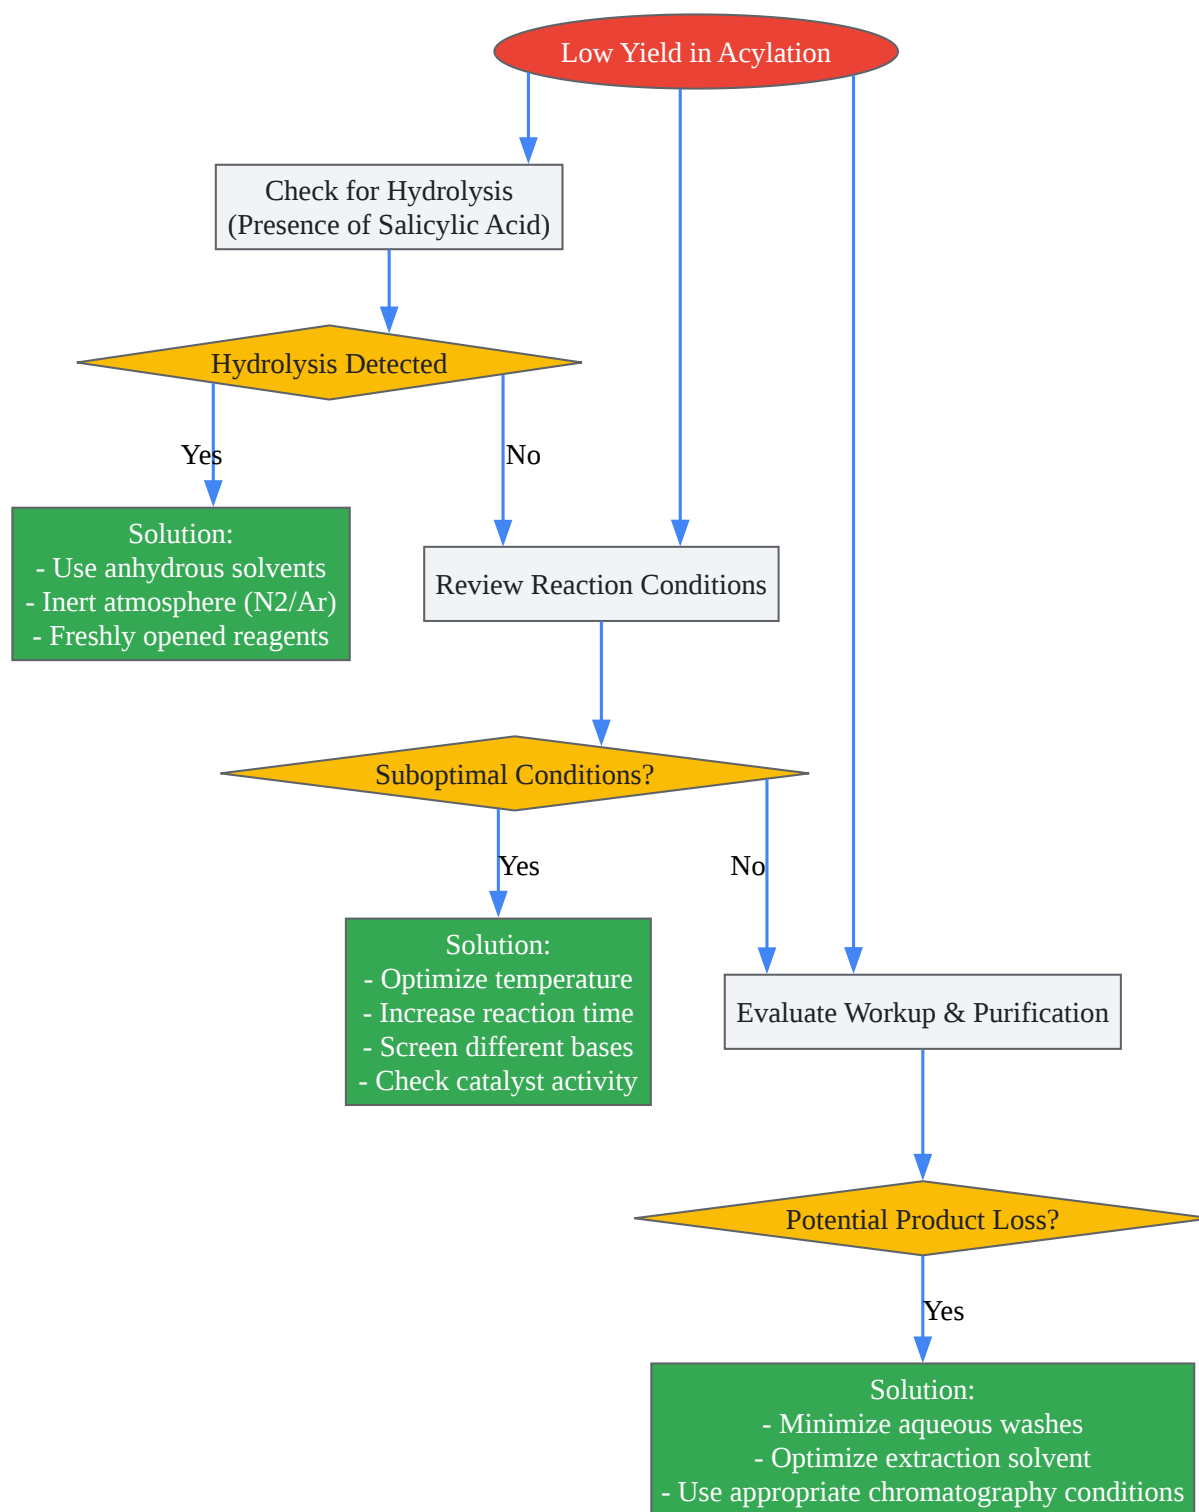 Low Yield in Acylation
Check for Hydrolysis
(Presence of Salicylic Acid)
Hydrolysis Detected
Yes
No
Solution:
- Use anhydrous solvents
- Inert atmosphere (N2/Ar)
- Freshly opened reagents
Review Reaction Conditions
Suboptimal Conditions?
Yes
No
Solution:
- Optimize temperature
- Increase reaction time
- Screen different bases
- Check catalyst activity
Evaluate Workup & Purification
Potential Product Loss?
Yes
Solution:
- Minimize aqueous washes
- Optimize extraction solvent
- Use appropriate chromatography conditions